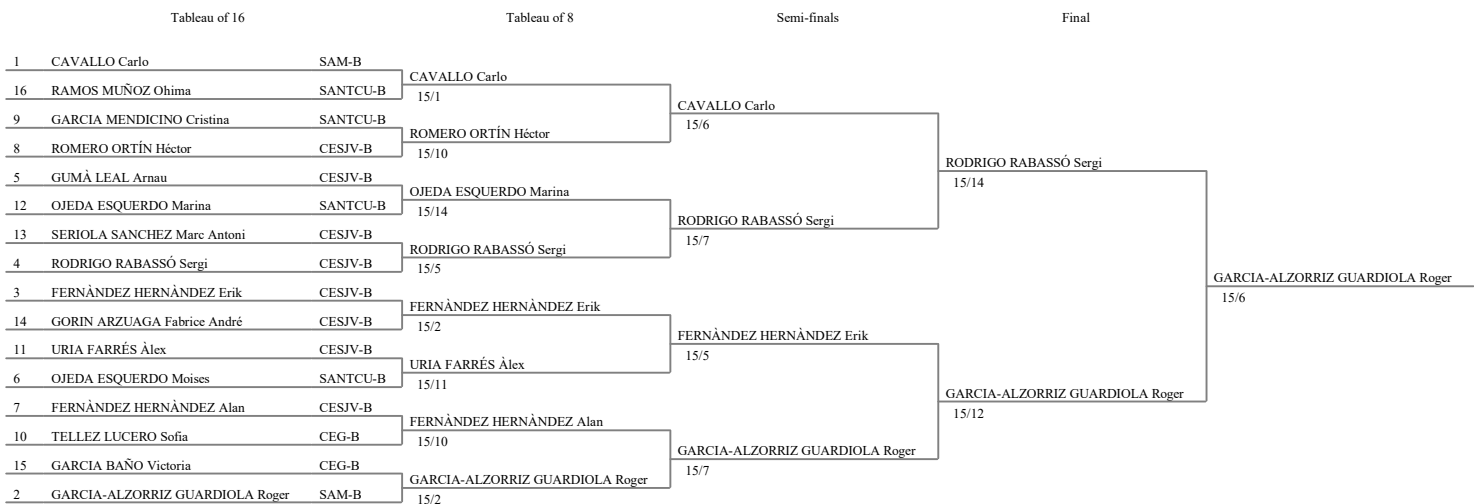 Tableau of 16 Tableau of 8 Semi-finals Final
1 CAVALLO Carlo SAM-B
CAVALLO Carlo
16 RAMOS MUÑOZ Ohima SANTCU-B
15/1
CAVALLO Carlo
9 GARCIA MENDICINO Cristina SANTCU-B
15/6
ROMERO ORTÍN Héctor
8 ROMERO ORTÍN Héctor CESJV-B
15/10
RODRIGO RABASSÓ Sergi
5 GUMÀ LEAL Arnau CESJV-B
15/14
OJEDA ESQUERDO Marina
12 OJEDA ESQUERDO Marina SANTCU-B
15/14
RODRIGO RABASSÓ Sergi
13 SERIOLA SANCHEZ Marc Antoni CESJV-B
15/7
RODRIGO RABASSÓ Sergi
4 RODRIGO RABASSÓ Sergi CESJV-B
15/5
GARCIA-ALZORRIZ GUARDIOLA Roger
3 FERNÀNDEZ HERNÀNDEZ Erik CESJV-B
15/6
FERNÀNDEZ HERNÀNDEZ Erik
14 GORIN ARZUAGA Fabrice André CESJV-B
15/2
FERNÀNDEZ HERNÀNDEZ Erik
11 URIA FARRÉS Àlex CESJV-B
15/5
URIA FARRÉS Àlex
6 OJEDA ESQUERDO Moises SANTCU-B
15/11
GARCIA-ALZORRIZ GUARDIOLA Roger
7 FERNÀNDEZ HERNÀNDEZ Alan CESJV-B
15/12
FERNÀNDEZ HERNÀNDEZ Alan
10 TELLEZ LUCERO Sofia CEG-B
15/10
GARCIA-ALZORRIZ GUARDIOLA Roger
15 GARCIA BAÑO Victoria CEG-B
15/7
GARCIA-ALZORRIZ GUARDIOLA Roger
2 GARCIA-ALZORRIZ GUARDIOLA Roger SAM-B
15/2